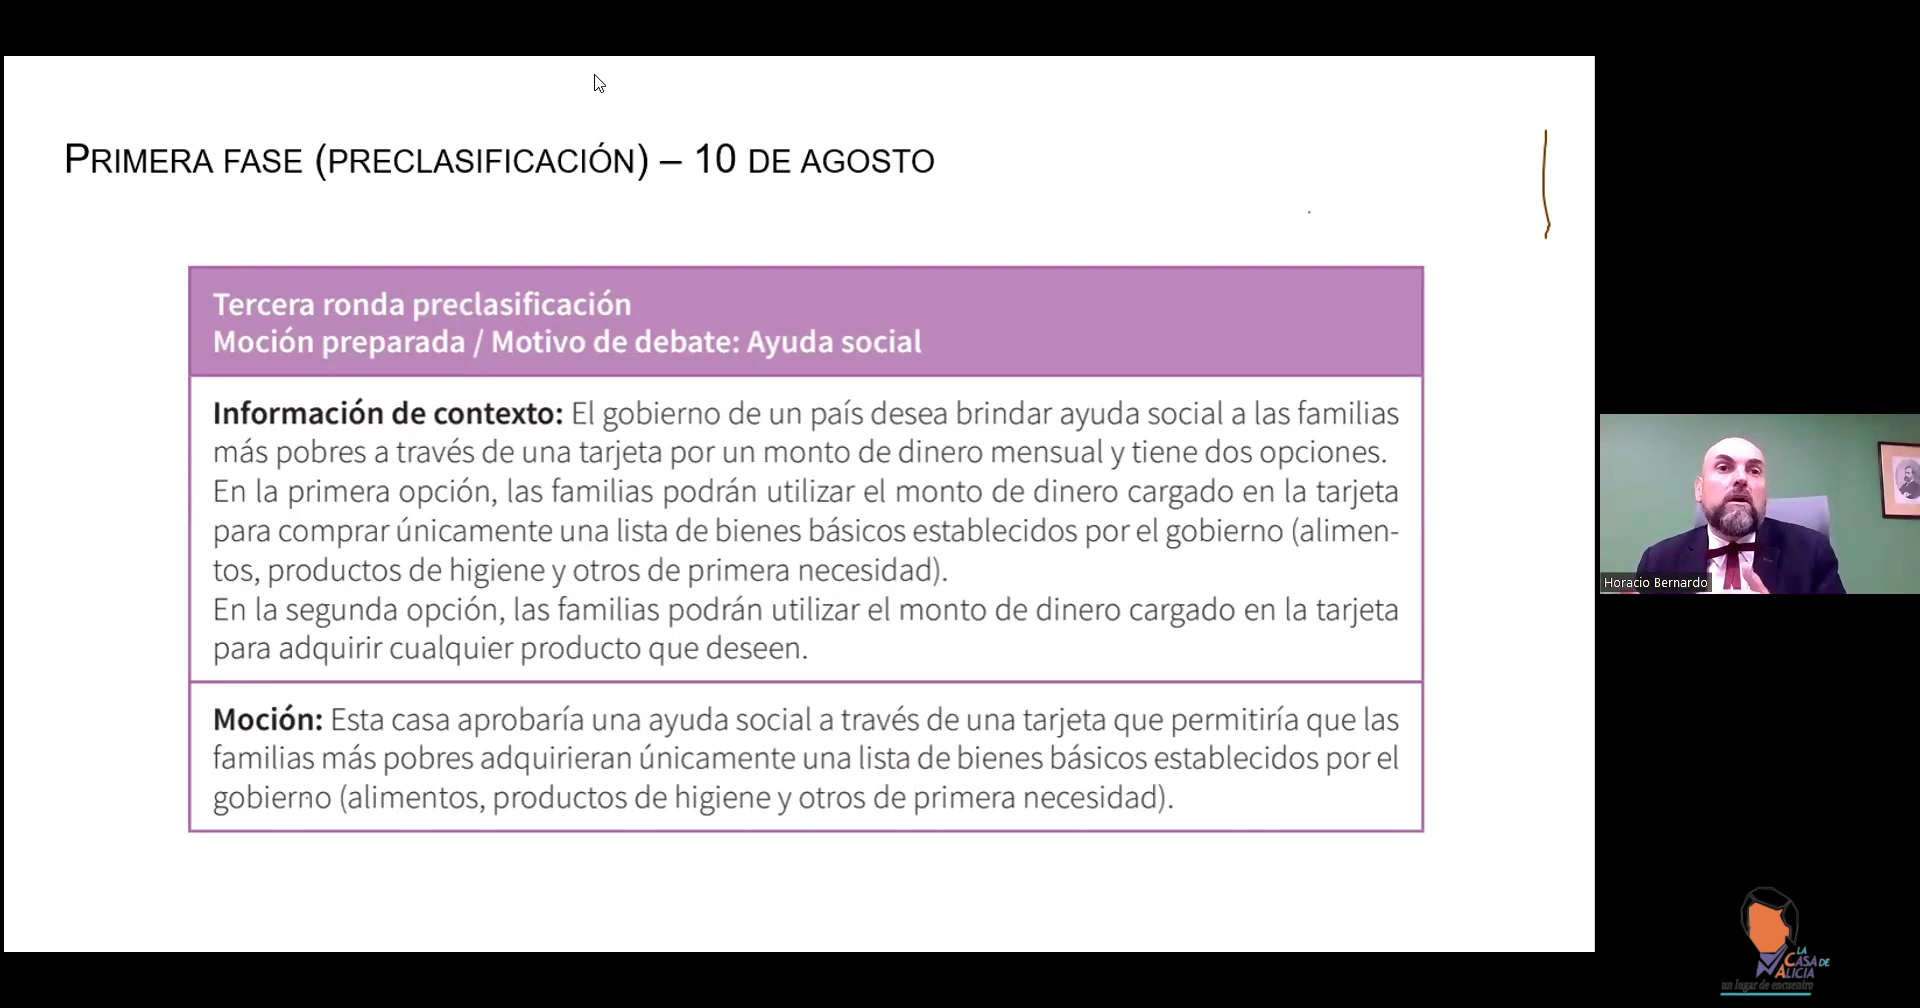 PRIMERA FASE (PRECLASIFICACIÓN) – 10 DE AGOSTO
Tercera ronda preclasificación
Moción preparada / Motivo de debate: Ayuda social
Información de contexto: El gobierno de un país desea brindar ayuda social a las familias
más pobres a través de una tarjeta por un monto de dinero mensual y tiene dos opciones.
En la primera opción, las familias podrán utilizar el monto de dinero cargado en la tarjeta
para comprar únicamente una lista de bienes básicos establecidos por el gobierno (alimen-
tos, productos de higiene y otros de primera necesidad).
En la segunda opción, las familias podrán utilizar el monto de dinero cargado en la tarjeta
para adquirir cualquier producto que deseen.
Moción: Esta casa aprobaría una ayuda social a través de una tarjeta que permitiría que las
familias más pobres adquirieran únicamente una lista de bienes básicos establecidos por el
gobierno (alimentos, productos de higiene y otros de primera necesidad).
Horacio Bernardo
LA
CASA DE
ALICIA
un lugar de encuentro